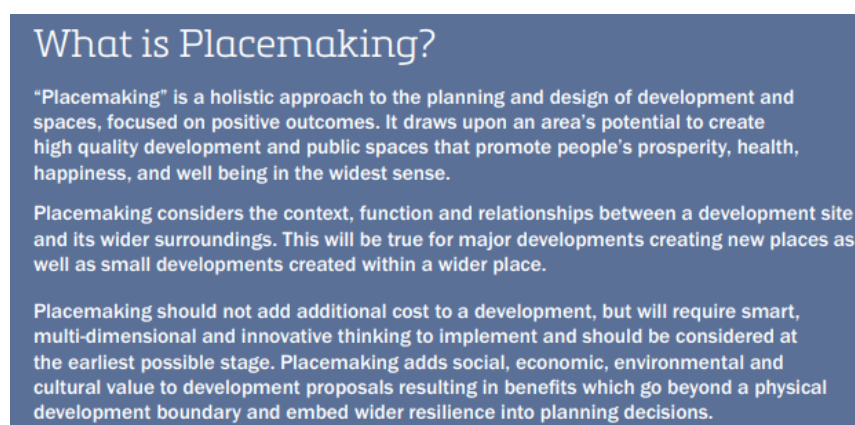 What is Placemaking?
“Placemaking” is a holistic approach to the planning and design of development and
spaces, focused on positive outcomes. It draws upon an area’s potential to create
high quality development and public spaces that promote people’s prosperity, health,
happiness, and well being in the widest sense.
Placemaking considers the context, function and relationships between a development site
and its wider surroundings. This will be true for major developments creating new places as
well as small developments created within a wider place.
Placemaking should not add additional cost to a development, but will require smart,
multi-dimensional and innovative thinking to implement and should be considered at
the earliest possible stage. Placemaking adds social, economic, environmental and
cultural value to development proposals resulting in benefits which go beyond a physical
development boundary and embed wider resilience into planning decisions.